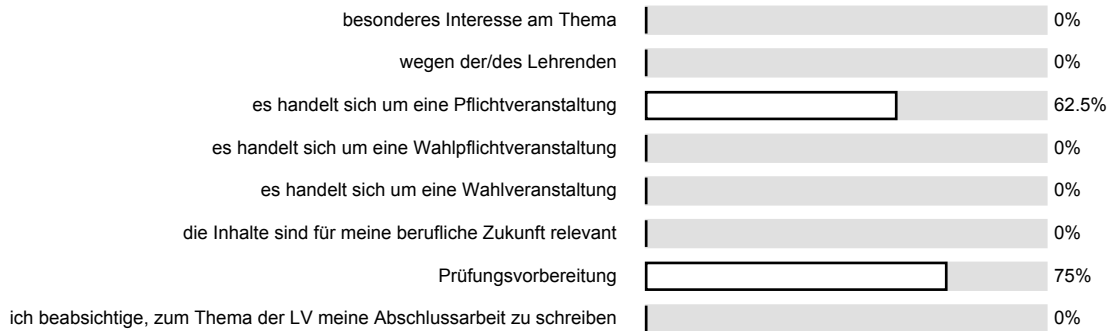 besonderes Interesse am Thema 0%
wegen der/des Lehrenden 0%
es handelt sich um eine Pflichtveranstaltung 62.5%
es handelt sich um eine Wahlpflichtveranstaltung 0%
es handelt sich um eine Wahlveranstaltung 0%
die Inhalte sind für meine berufliche Zukunft relevant 0%
Prüfungsvorbereitung 75%
ich beabsichtige, zum Thema der LV meine Abschlussarbeit zu schreiben 0%